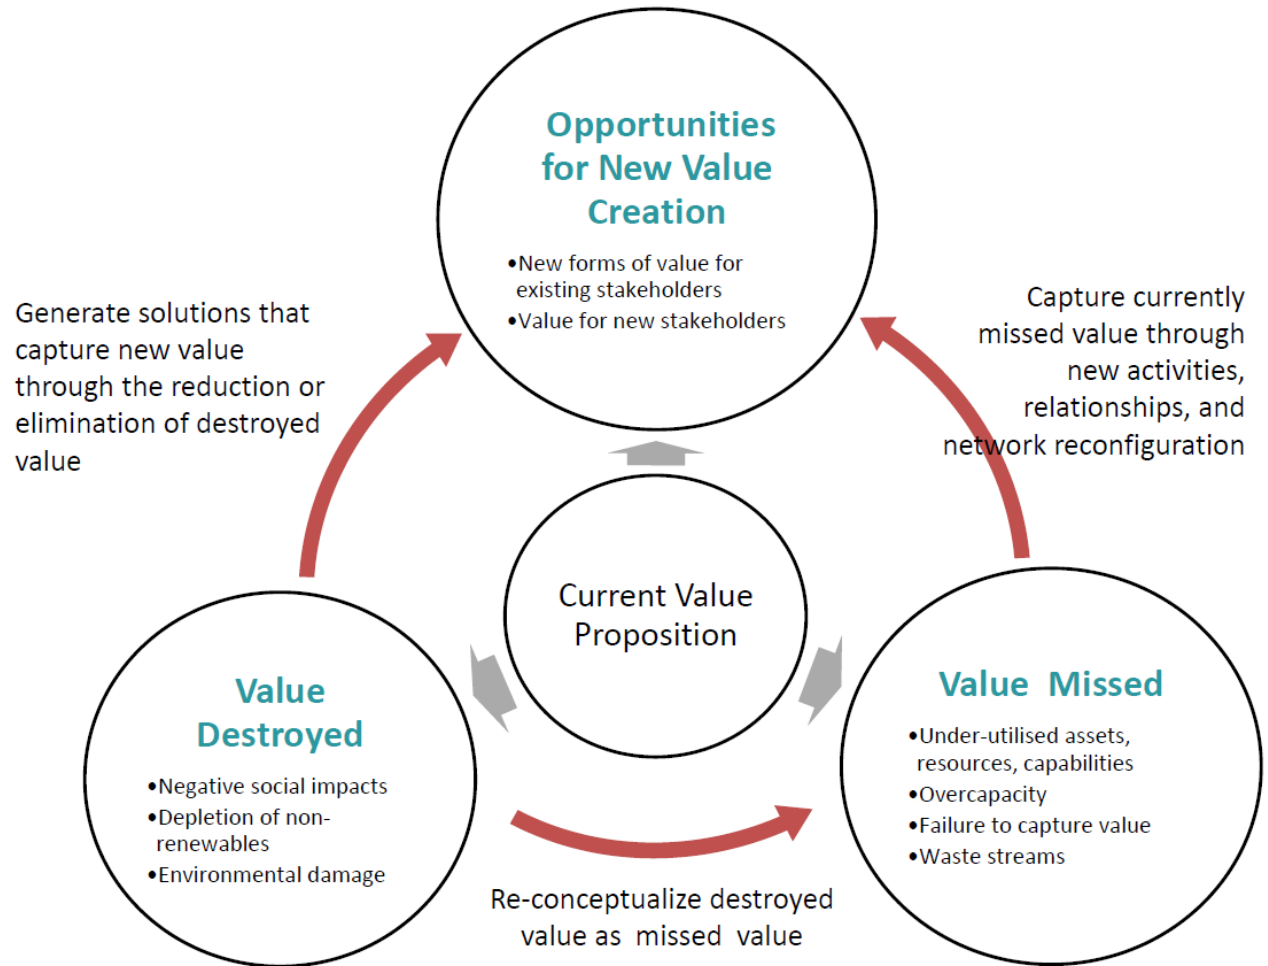 Opportunities
for New Value
Creation
•New forms of value for
existing stakeholders
•Value for new stakeholders
Generate solutions that
capture new value
through the reduction or
elimination of destroyed
value
Capture currently
missed value through
new activities,
relationships, and
network reconfiguration
Current Value
Proposition
Value
Destroyed
•Negative social impacts
•Depletion of non-
renewables
•Environmental damage
Value Missed
•Under-utilised assets,
resources, capabilities
•Overcapacity
•Failure to capture value
•Waste streams
Re-conceptualize destroyed
value as missed value